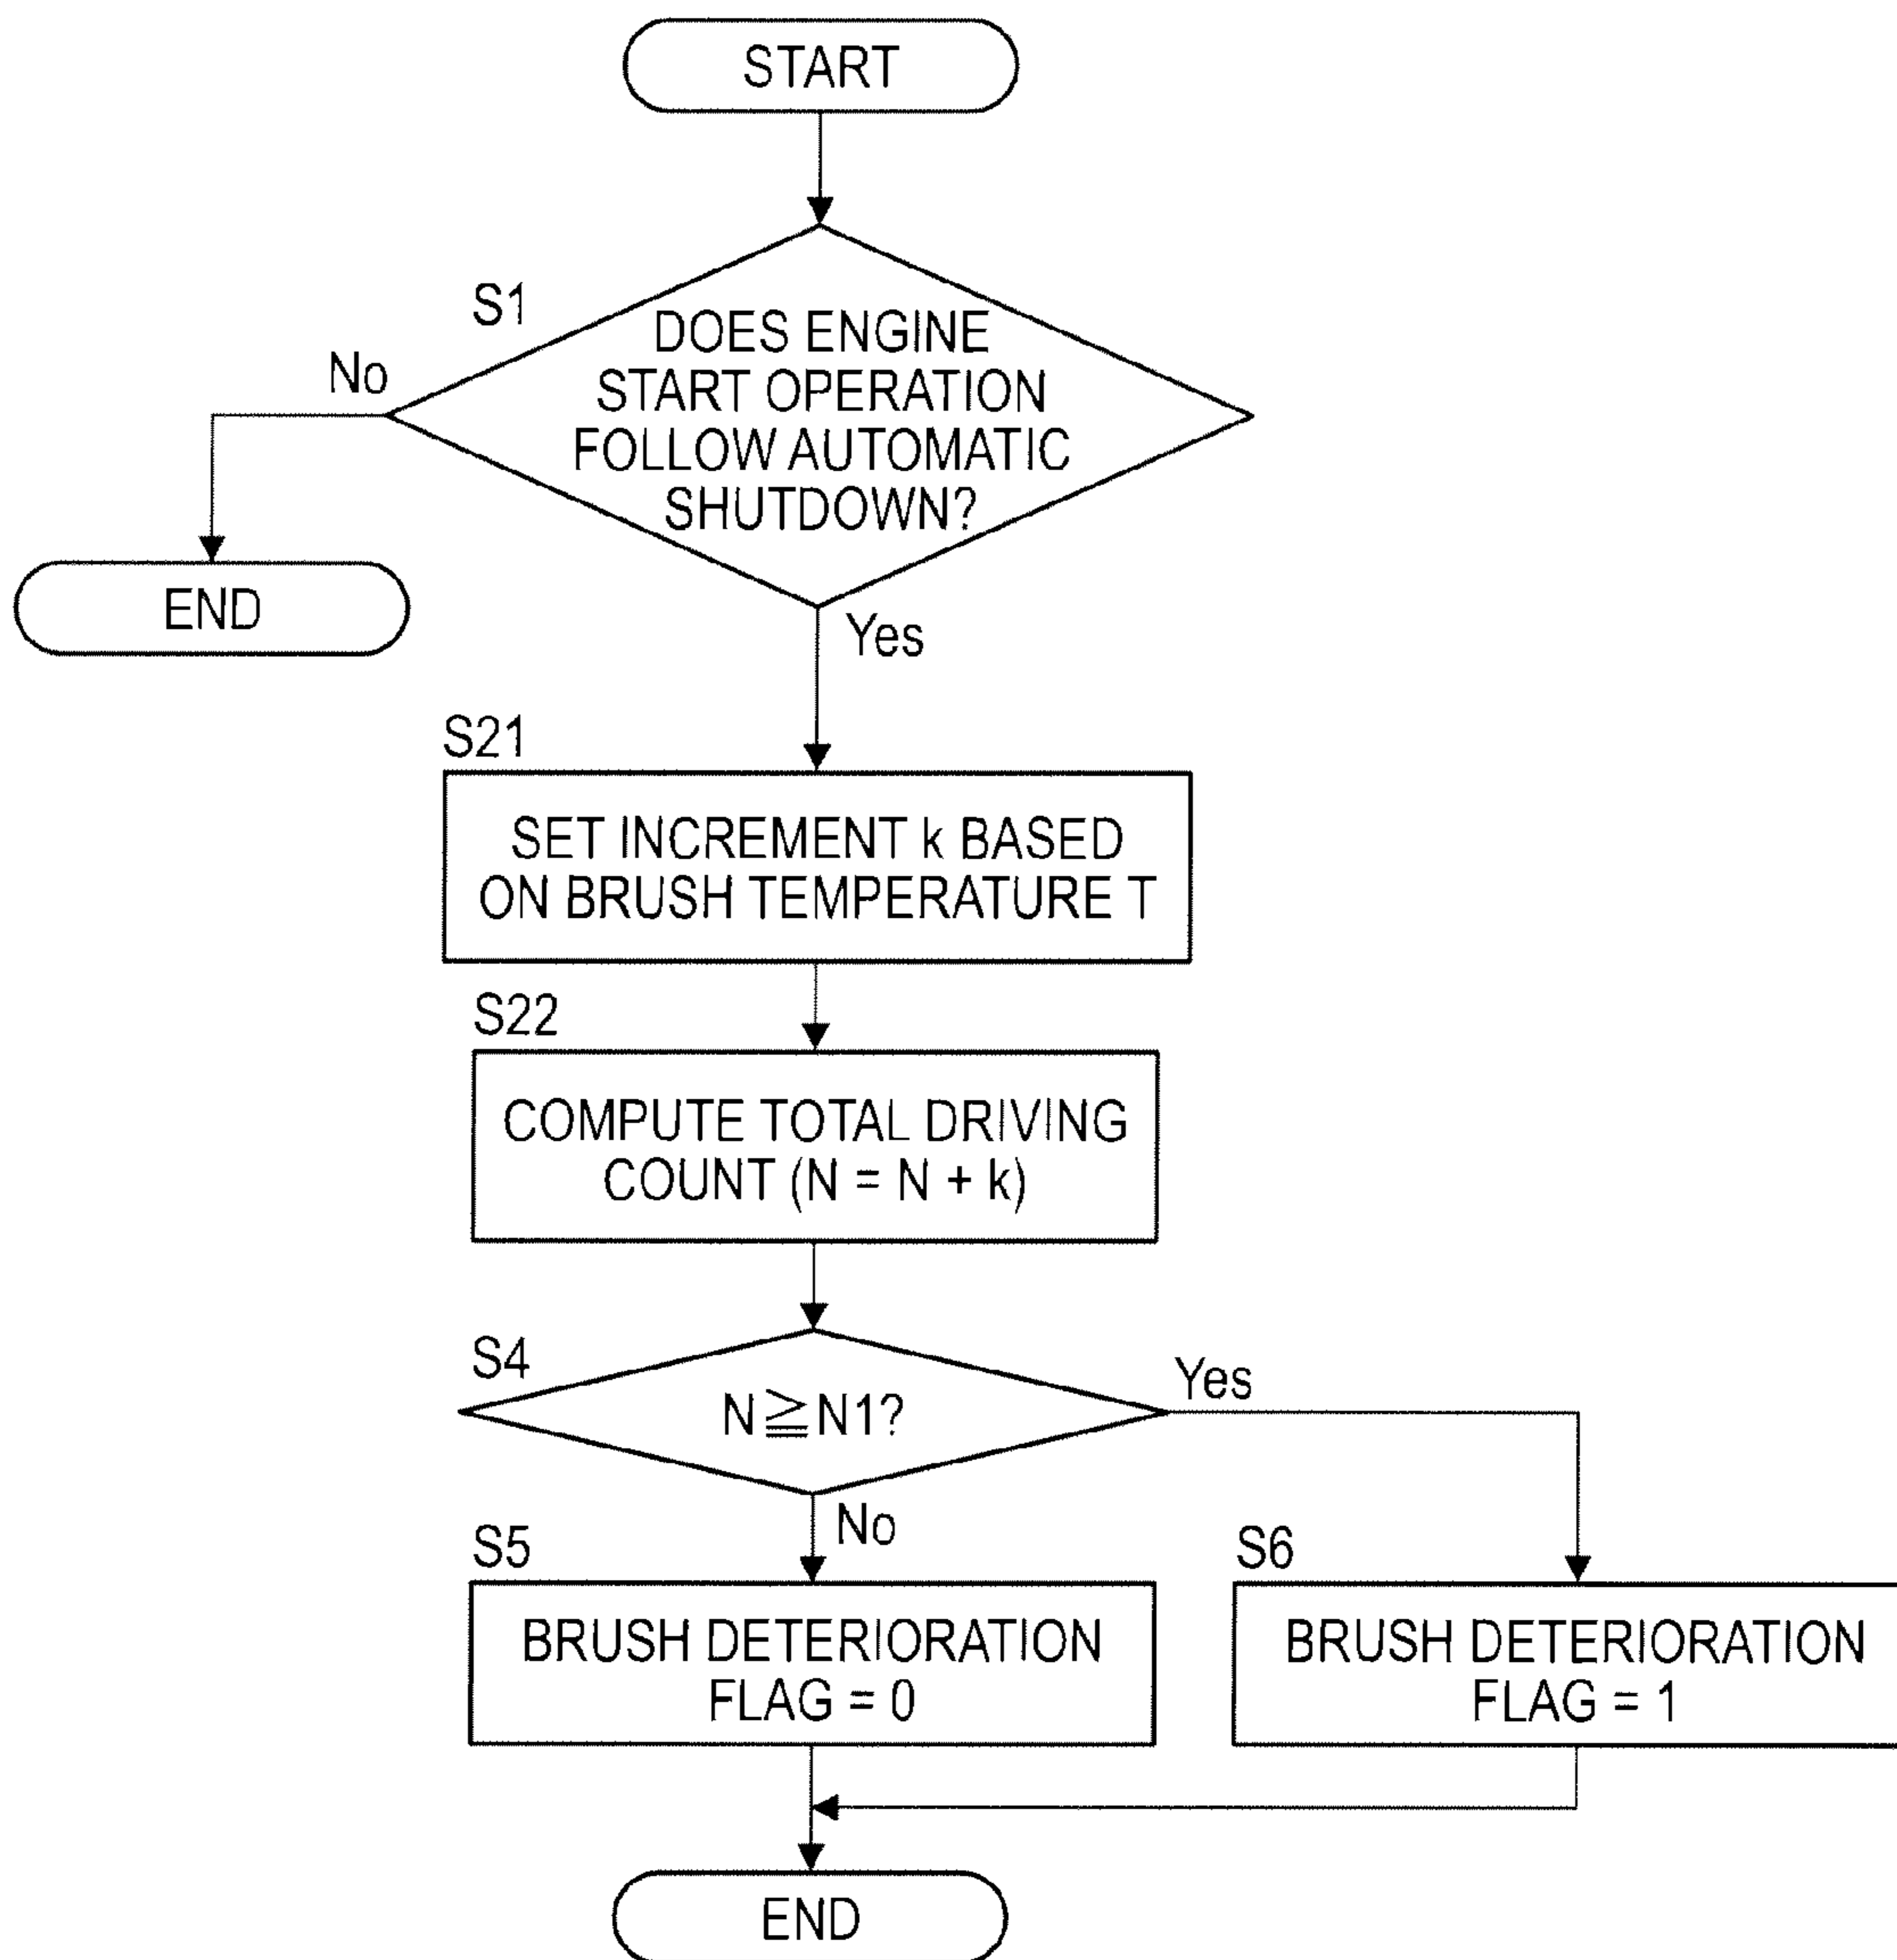 START
S1
DOES ENGINE
START OPERATION
FOLLOW AUTOMATIC
SHUTDOWN?
No
END
Yes
S21
SET INCREMENT k BASED
ON BRUSH TEMPERATURE T
S22
COMPUTE TOTAL DRIVING
COUNT (N = N + k)
S4
N≧N1?
Yes
No
S5
BRUSH DETERIORATION
FLAG = 0
S6
BRUSH DETERIORATION
FLAG = 1
END